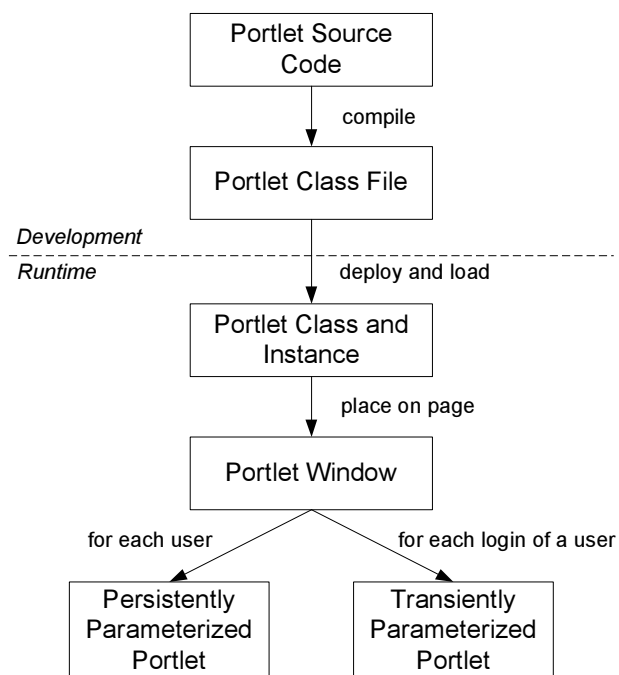 Portlet Source
Code
compile
Portlet Class File
Development
Runtime
deploy and load
Portlet Class and
Instance
place on page
Portlet Window
for each user
for each login of a user
Persistently
Parameterized
Portlet
Transiently
Parameterized
Portlet